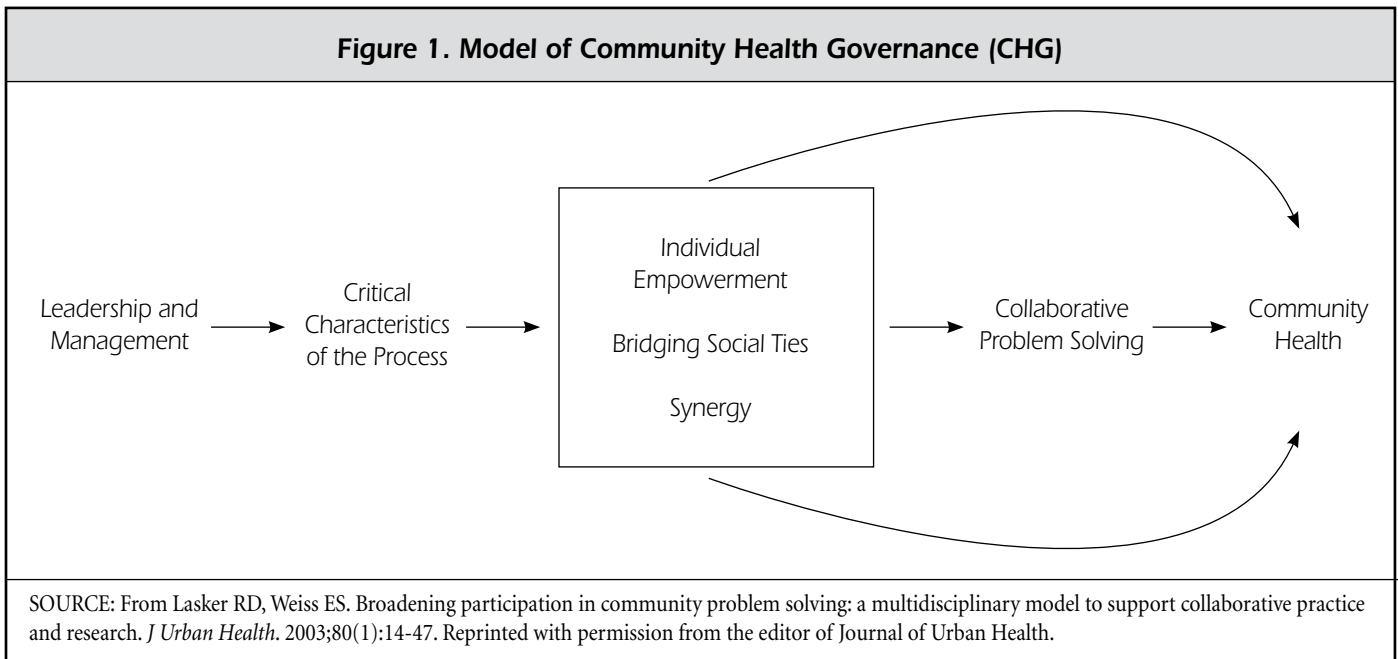 Figure 1. Model of Community Health Governance (CHG)
Leadership and
Management
Critical
Characteristics
of the Process
Individual
Empowerment
Bridging Social Ties
Synergy
Collaborative
Problem Solving
Community
Health
SOURCE: From Lasker RD, Weiss ES. Broadening participation in community problem solving: a multidisciplinary model to support collaborative practice
and research. J Urban Health. 2003;80(1):14-47. Reprinted with permission from the editor of Journal of Urban Health.